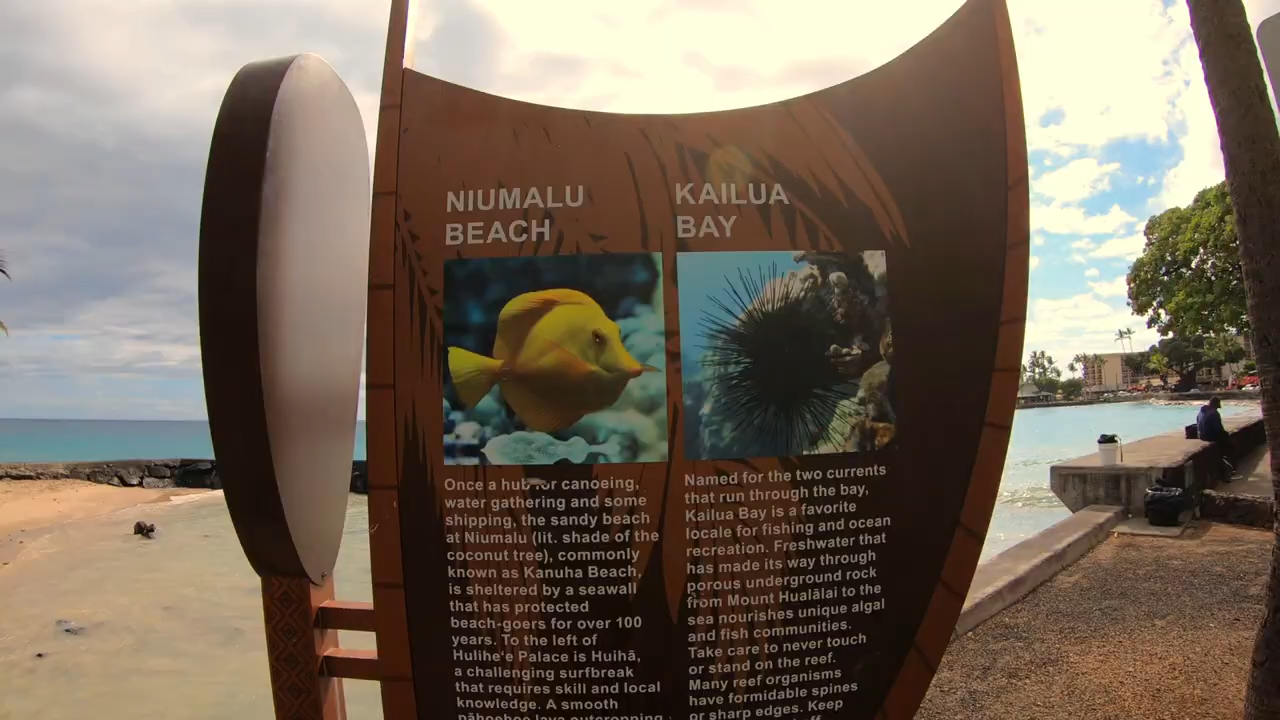 NIUMALU
BEACH
Once a hub for canoeing,
water gathering and some
shipping, the sandy beach
at Niumalu (lit. shade of the
coconut tree), commonly
known as Kanuha Beach,
is sheltered by a seawall
that has protected
beach-goers for over 100
years. To the left of
Hulihe‘e Palace is Huihā,
a challenging surfbreak
that requires skill and local
knowledge. A smooth
pāhoehoe lava outcropping
KAILUA
BAY
Named for the two currents
that run through the bay,
Kailua Bay is a favorite
locale for fishing and ocean
recreation. Freshwater that
has made its way through
porous underground rock
from Mount Hualālai to the
sea nourishes unique algal
and fish communities.
Take care to never touch
or stand on the reef.
Many reef organisms
have formidable spines
or sharp edges. Keep